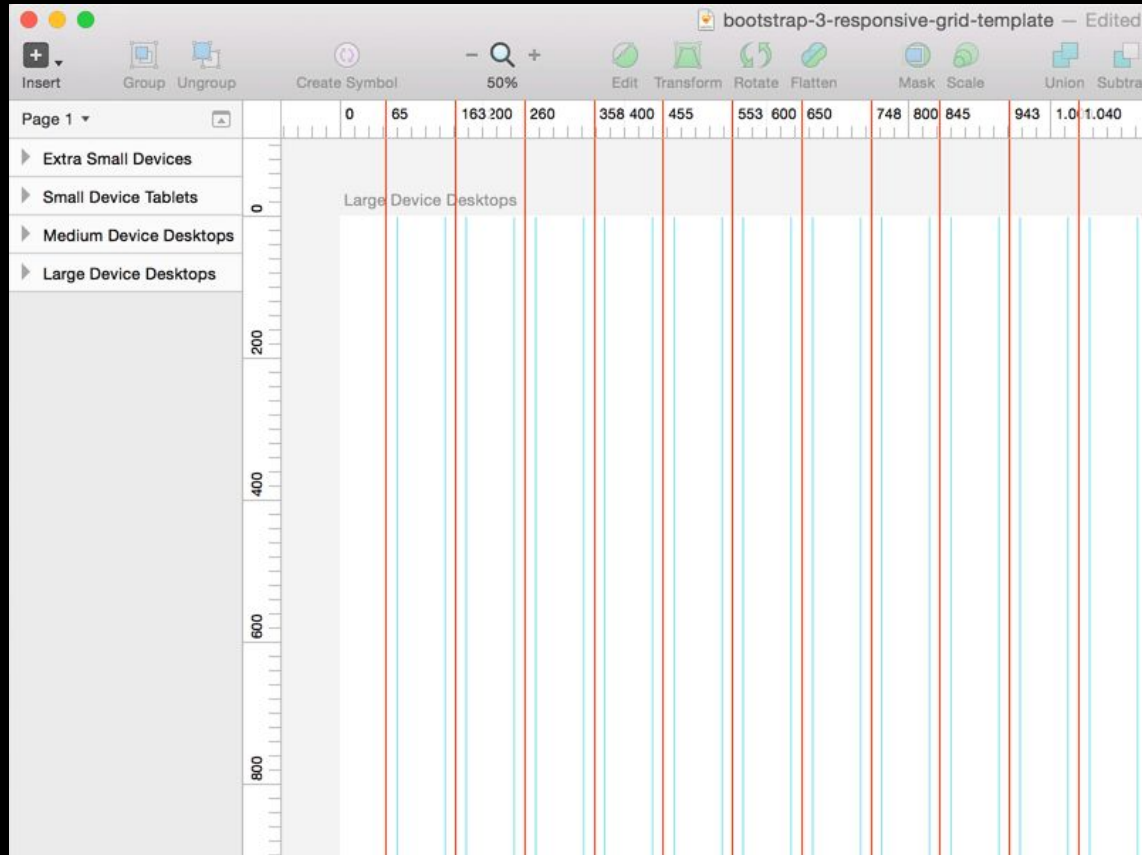 bootstrap-3-responsive-grid-template — Edited
Insert Group Ungroup Create Symbol 50% Edit Transform Rotate Flatten Mask Scale Union Subtra
Page 1
0 65 163 200 260 358 400 455 553 600 650 748 800 845 943 1.040
Extra Small Devices
Small Device Tablets
Medium Device Desktops
Large Device Desktops
Large Device Desktops
0
200
400
600
800